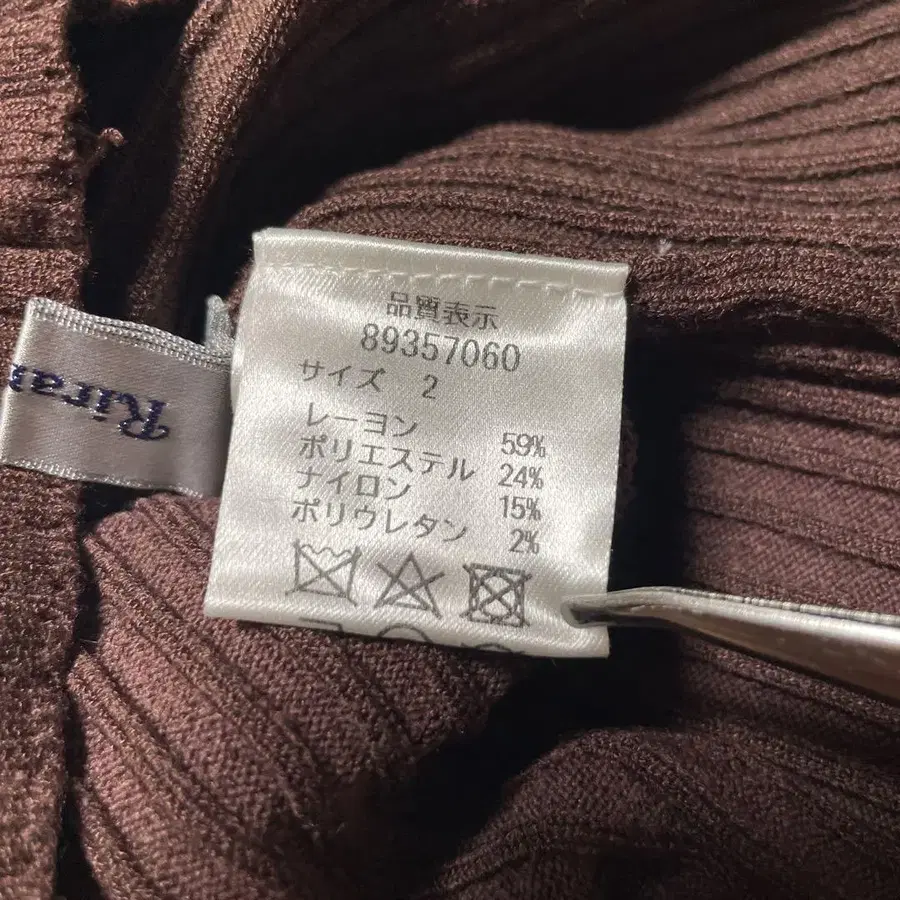 品質表示
89357060
サイズ 2
レーヨン 59%
ポリエステル 24%
ナイロン 15%
ポリウレタン 2%